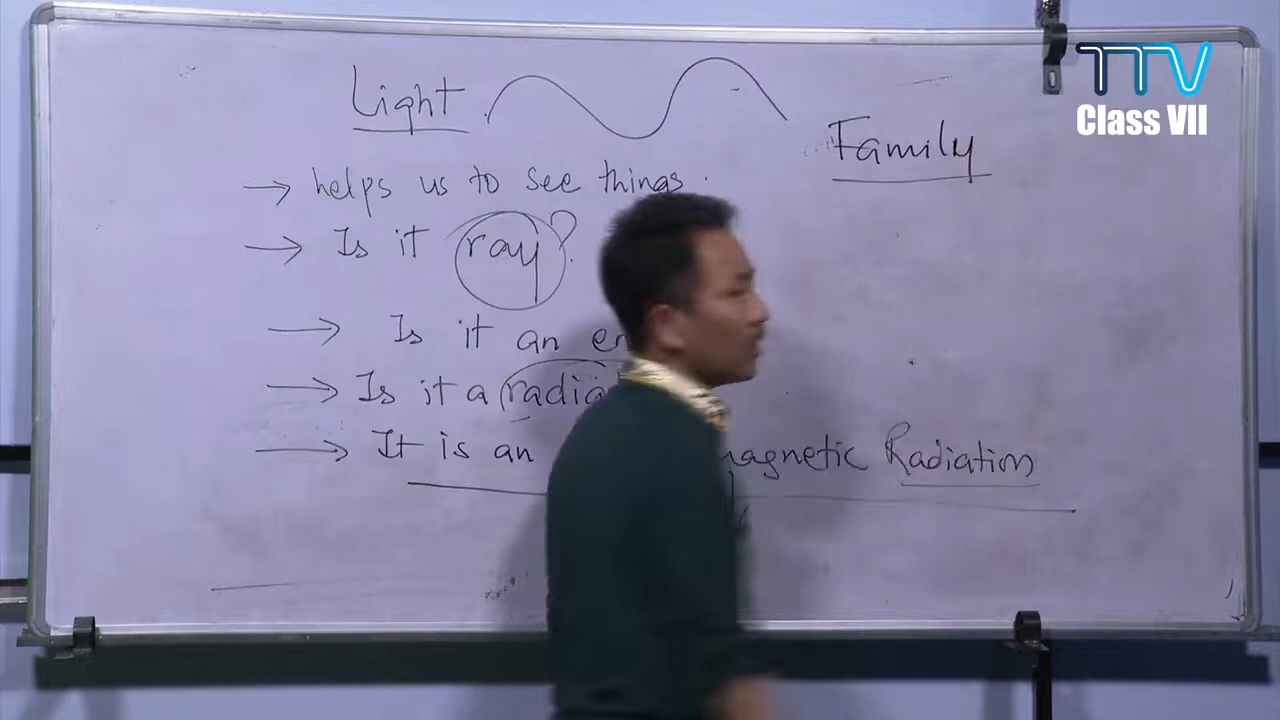 Light
Family
→ helps us to see things.
→ Is it ray?
→ Is it an
→ Is it a
→ It is an Radiation
TTV
Class VII